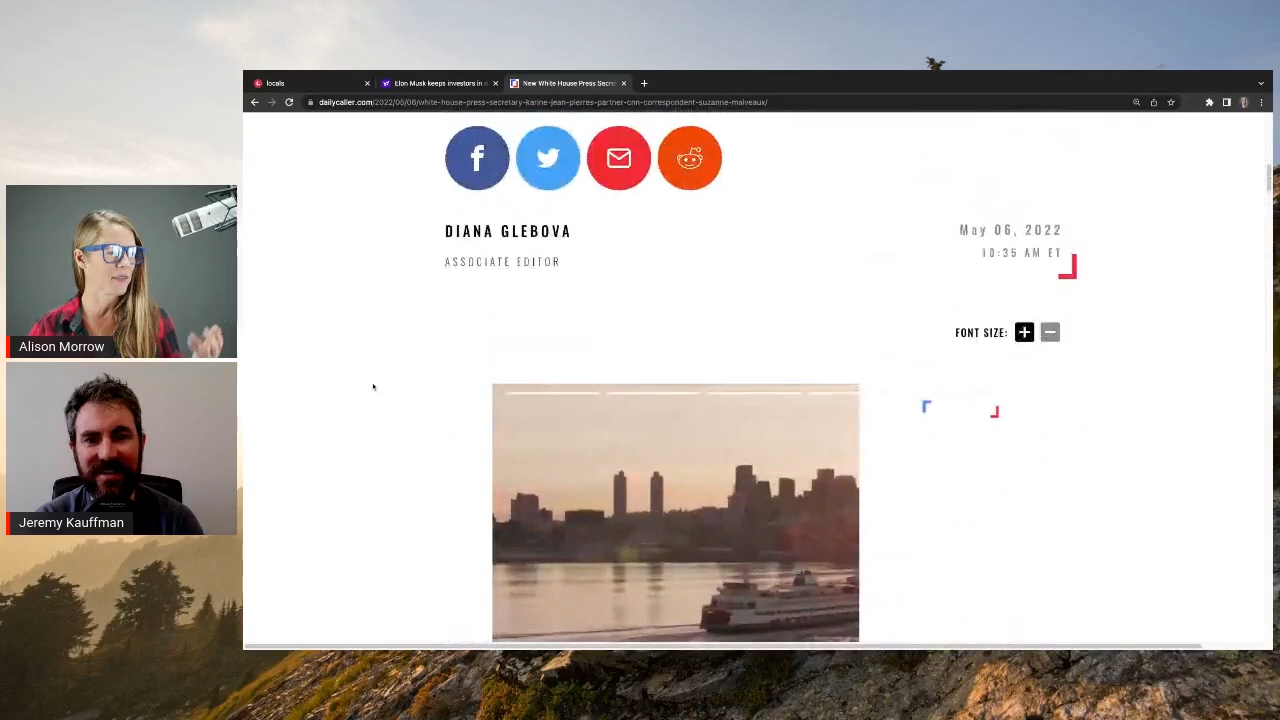 locals
Elon Musk keeps investors in
New White House Press Secre
dailycaller.com/2022/05/06/white-house-press-secretary-karine-jean-pierres-partner-cnn-correspondent-suzanne-malveaux/
DIANA GLEBOVA
ASSOCIATE EDITOR
May 06, 2022
10:35 AM ET
FONT SIZE:
Alison Morrow
Jeremy Kauffman